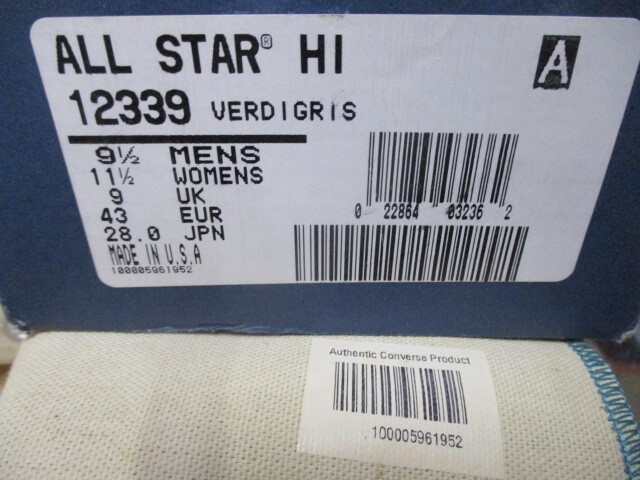 ALL STAR® HI
A
12339 VERDIGRIS
9½ MENS
11½ WOMENS
9 UK
43 EUR
28.0 JPN
MADE IN U.S.A
100005961952
0 22864 03236 2
Authentic Converse Product
.100005961952